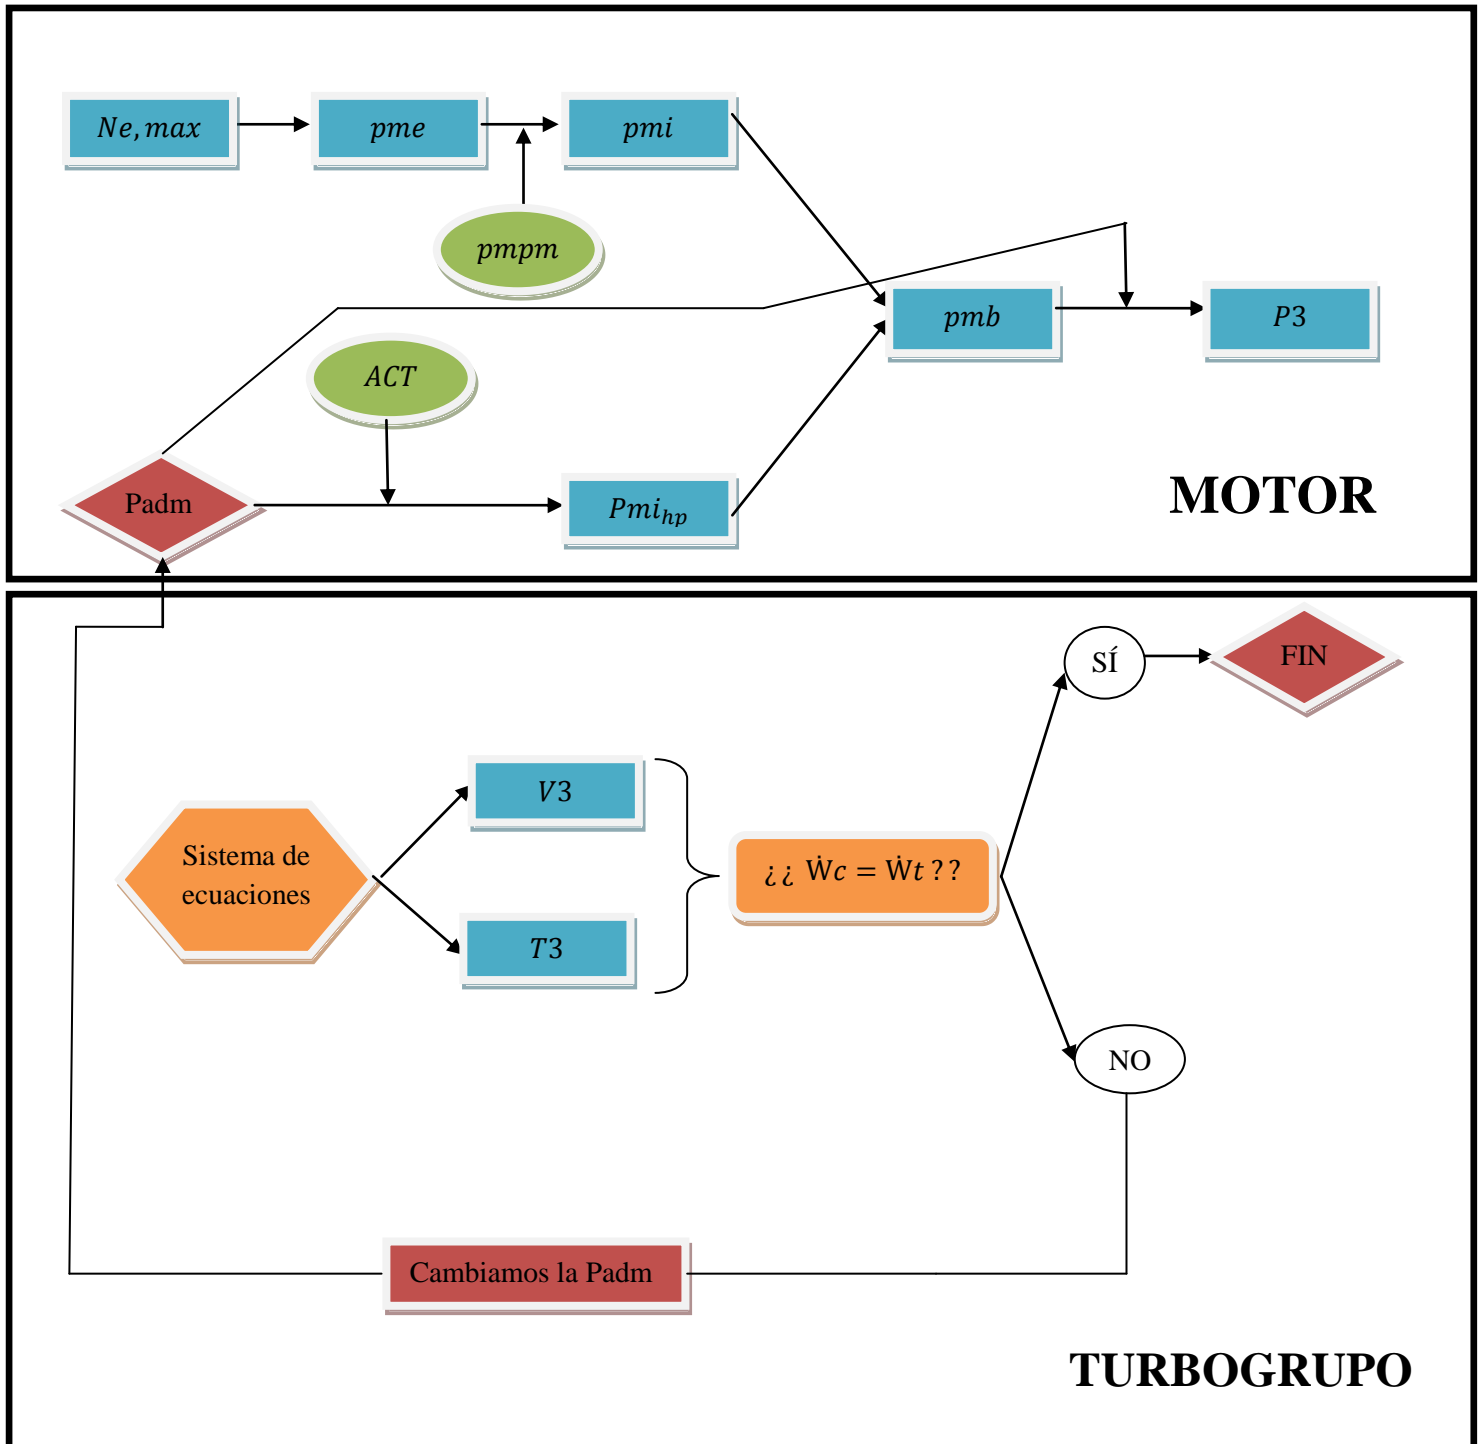 Ne, max
pme
pmi
pmpm
pmb
P3
ACT
Padm
Pmi_hp
MOTOR
SÍ
FIN
V3
Sistema de
ecuaciones
¿¿ Ẇc = Ẇt ??
T3
NO
Cambiamos la Padm
TURBOGRUPO